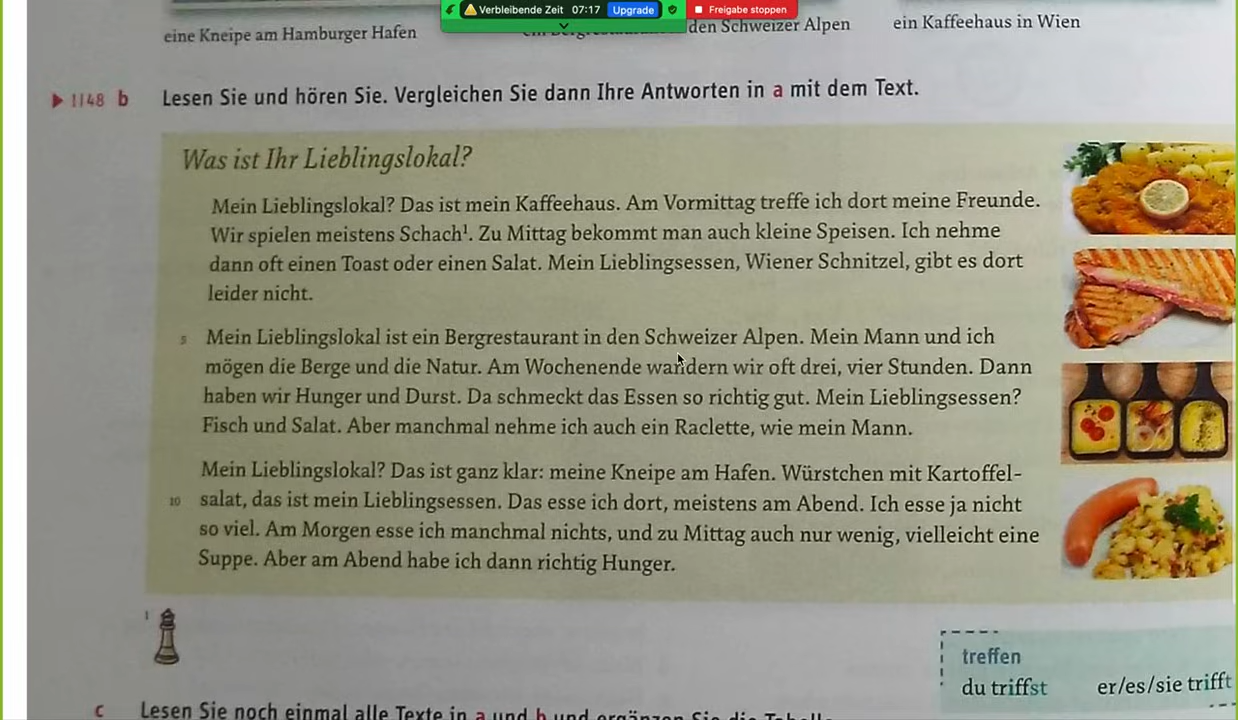 Verbleibende Zeit 07:17 Upgrade Freigabe stoppen
eine Kneipe am Hamburger Hafen
den Schweizer Alpen
ein Kaffeehaus in Wien
1148 b Lesen Sie und hören Sie. Vergleichen Sie dann Ihre Antworten in a mit dem Text.
Was ist Ihr Lieblingslokal?
Mein Lieblingslokal? Das ist mein Kaffeehaus. Am Vormittag treffe ich dort meine Freunde.
Wir spielen meistens Schach¹. Zu Mittag bekommt man auch kleine Speisen. Ich nehme
dann oft einen Toast oder einen Salat. Mein Lieblingsessen, Wiener Schnitzel, gibt es dort
leider nicht.
5 Mein Lieblingslokal ist ein Bergrestaurant in den Schweizer Alpen. Mein Mann und ich
mögen die Berge und die Natur. Am Wochenende wandern wir oft drei, vier Stunden. Dann
haben wir Hunger und Durst. Da schmeckt das Essen so richtig gut. Mein Lieblingsessen?
Fisch und Salat. Aber manchmal nehme ich auch ein Raclette, wie mein Mann.
Mein Lieblingslokal? Das ist ganz klar: meine Kneipe am Hafen. Würstchen mit Kartoffel-
10 salat, das ist mein Lieblingsessen. Das esse ich dort, meistens am Abend. Ich esse ja nicht
so viel. Am Morgen esse ich manchmal nichts, und zu Mittag auch nur wenig, vielleicht eine
Suppe. Aber am Abend habe ich dann richtig Hunger.
1
treffen
du triffst er/es/sie trifft
c Lesen Sie noch einmal alle Texte in a und b und ergänzen Sie die